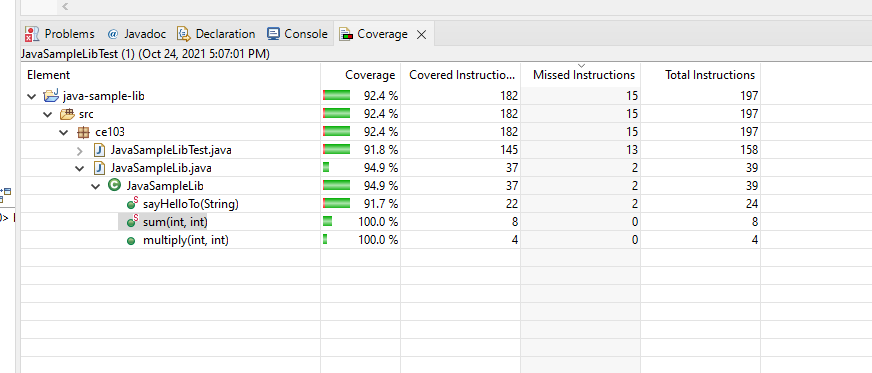 Problems @ Javadoc Declaration Console Coverage
JavaSampleLibTest (1) (Oct 24, 2021 5:07:01 PM)
Element Coverage Covered Instructio... Missed Instructions Total Instructions
java-sample-lib 92.4 % 182 15 197
src 92.4 % 182 15 197
ce103 92.4 % 182 15 197
JavaSampleLibTest.java 91.8 % 145 13 158
JavaSampleLib.java 94.9 % 37 2 39
JavaSampleLib 94.9 % 37 2 39
sayHelloTo(String) 91.7 % 22 2 24
sum(int, int) 100.0 % 8 0 8
multiply(int, int) 100.0 % 4 0 4